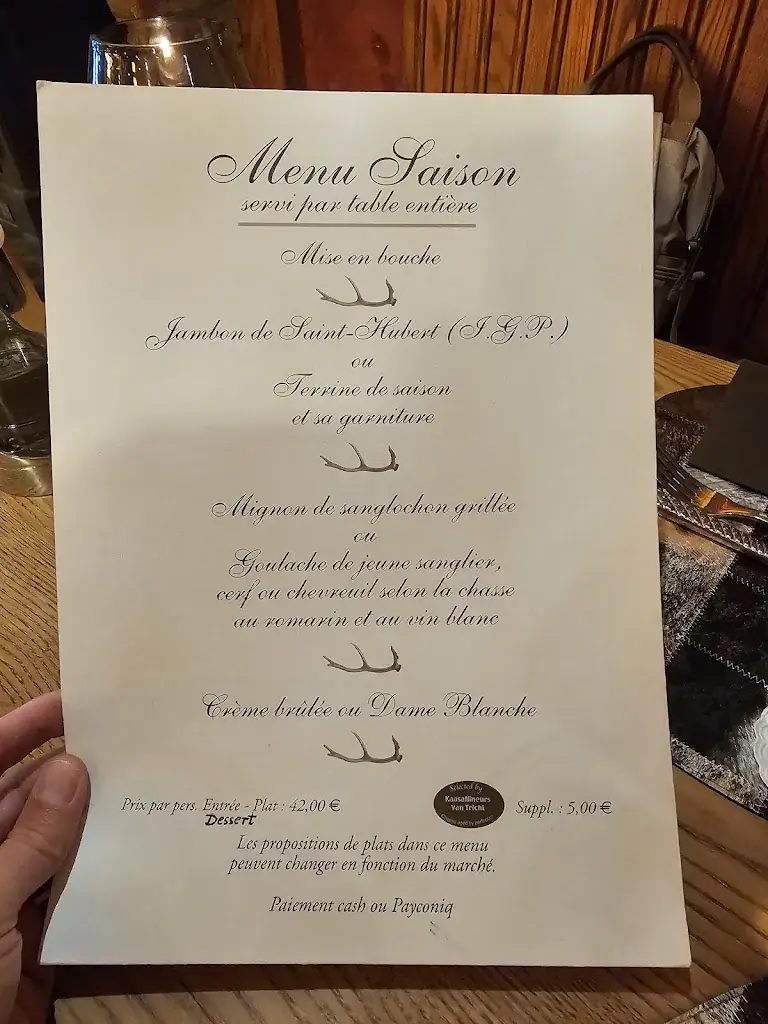 Menu Saison
servi par table entière
Mise en bouche
Jambon de Saint-Hubert (I.G.P.)
ou
Terrine de saison
et sa garniture
Mignon de sanglochon grillée
ou
Goulache de jeune sanglier,
cerf ou chevreuil selon la chasse
au romarin et au vin blanc
Crème brûlée ou Dame Blanche
Prix par pers. Entrée - Plat : 42,00 €
Dessert
Selected by
Kaasaffineurs
Van Tricht
Suppl. : 5,00 €
Les propositions de plats dans ce menu
peuvent changer en fonction du marché.
Paiement cash ou Payconiq